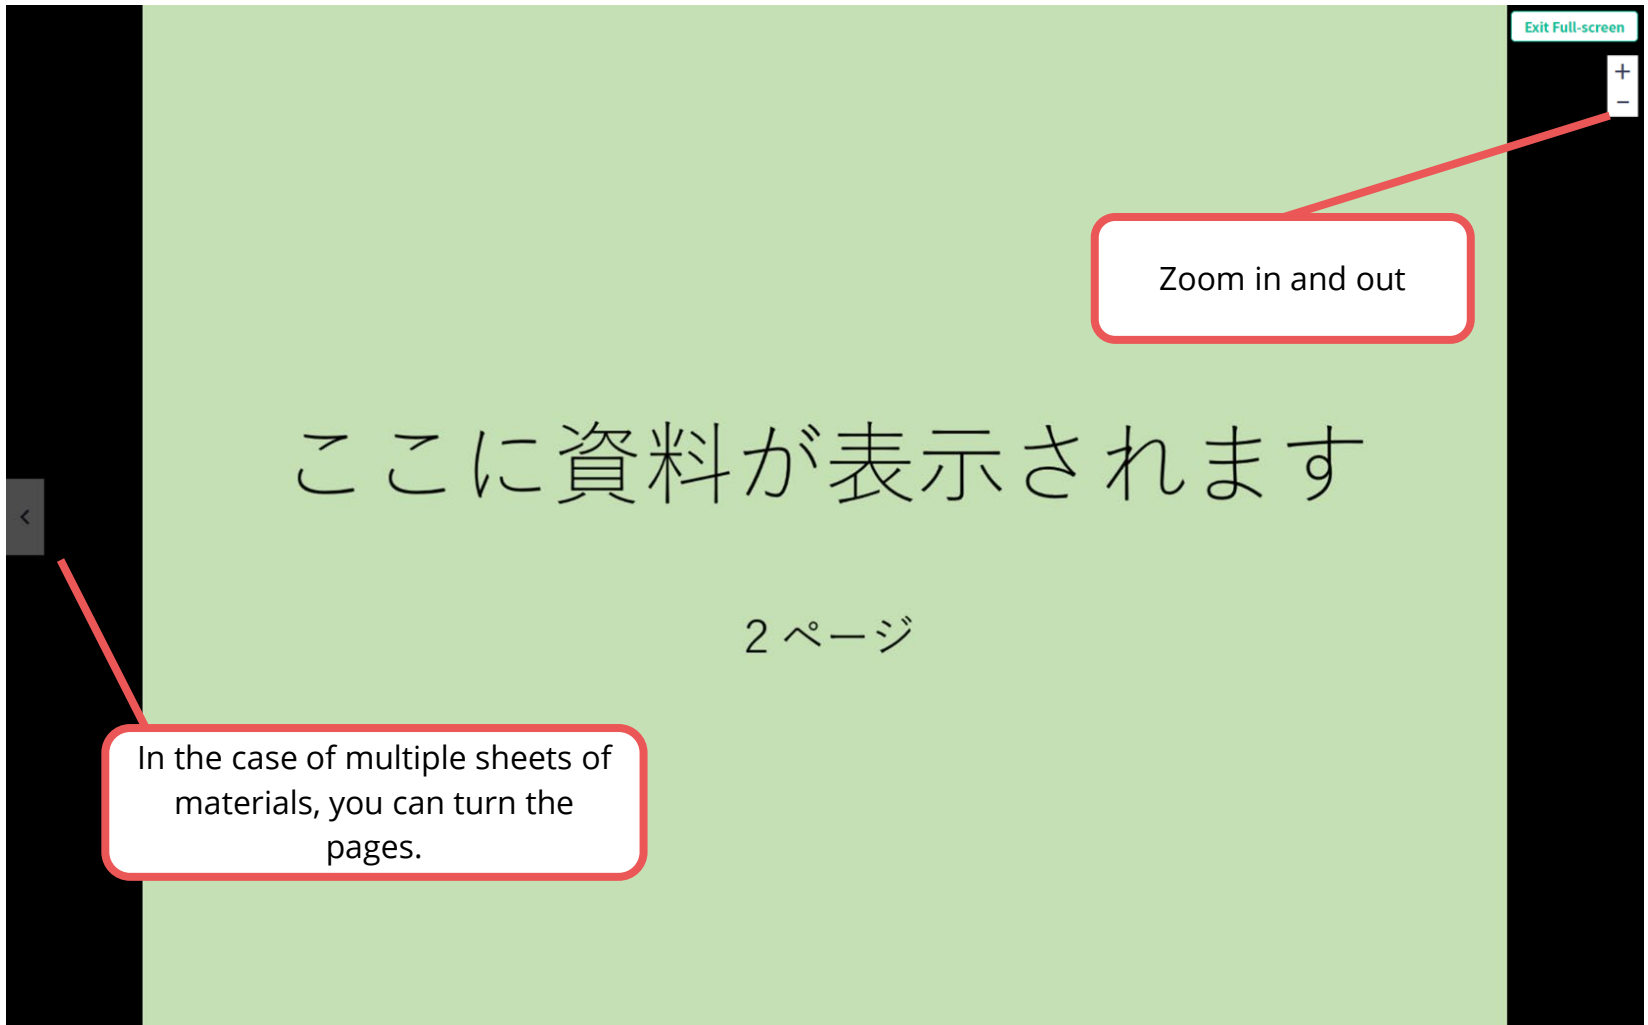 Exit Full-screen
+
−
Zoom in and out
ここに資料が表示されます
<
2 ページ
In the case of multiple sheets of
materials, you can turn the
pages.